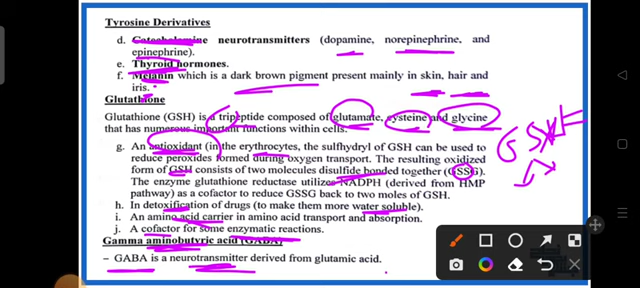 Tyrosine Derivatives
d. Catecholamine neurotransmitters (dopamine, norepinephrine, and
epinephrine).
e. Thyroid hormones.
f. Melanin which is a dark brown pigment present mainly in skin, hair and
iris.
Glutathione
Glutathione (GSH) is a tripeptide composed of glutamate, cysteine and glycine
that has numerous important functions within cells.
g. An antioxidant (in the erythrocytes, the sulfhydryl of GSH can be used to
reduce peroxides formed during oxygen transport. The resulting oxidized
form of GSH consists of two molecules disulfide bonded together (GSSG).
The enzyme glutathione reductase utilizes NADPH (derived from HMP
pathway) as a cofactor to reduce GSSG back to two moles of GSH.
h. In detoxification of drugs (to make them more water soluble).
i. An amino acid carrier in amino acid transport and absorption.
j. A cofactor for some enzymatic reactions.
Gamma aminobutyric acid (GABA)
- GABA is a neurotransmitter derived from glutamic acid.